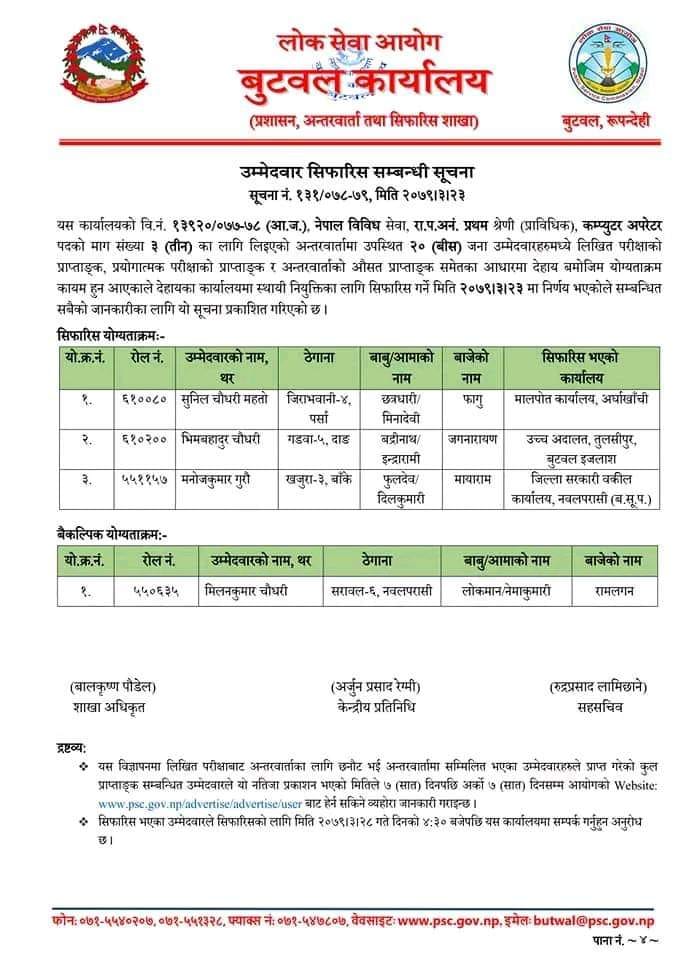 लोक सेवा आयोग
बुटवल कार्यालय
(प्रशासन, अन्तरवार्ता तथा सिफारिस शाखा)
बुटवल, रूपन्देही
उम्मेदवार सिफारिस सम्बन्धी सूचना
सूचना नं. १३१/०७८-७९, मिति २०७९।३।२३
यस कार्यालयको वि.नं. १३९२०/०७७-७८ (आ.ज.), नेपाल विविध सेवा, रा.प.अनं. प्रथम श्रेणी (प्राविधिक), कम्प्युटर अपरेटर
पदको माग संख्या ३ (तीन) का लागि लिइएको अन्तरवार्तामा उपस्थित २० (बीस) जना उम्मेदवारहरुमध्ये लिखित परीक्षाको
प्राप्ताङ्क, प्रयोगात्मक परीक्षाको प्राप्ताङ्क र अन्तरवार्ताको औसत प्राप्ताङ्क समेतका आधारमा देहाय बमोजिम योग्यताक्रम
कायम हुन आएकाले देहायका कार्यालयमा स्थायी नियुक्तिका लागि सिफारिस गर्ने मिति २०७९।३।२३ मा निर्णय भएकोले सम्बन्धित
सबैको जानकारीका लागि यो सूचना प्रकाशित गरिएको छ।
सिफारिस योग्यताक्रमः-
यो.क्र.नं. रोल नं. उम्मेदवारको नाम, थर ठेगाना बाबु/आमाको नाम बाजेको नाम सिफारिस भएको कार्यालय
१. ६१००८० सुनिल चौधरी महतो जिराभवानी-४, पर्सा छत्रधारी/ मिनादेवी फागु मालपोत कार्यालय, अर्घाखाँची
२. ६१०२०० भिमबहादुर चौधरी गडवा-५, दाङ बद्रीनाथ/ इन्द्रारामी जगनारायण उच्च अदालत, तुलसीपुर, बुटवल इजलाश
३. ५५११५७ मनोजकुमार गुरौ खजुरा-३, बाँके फुलदेव/ दिलकुमारी मायाराम जिल्ला सरकारी वकील कार्यालय, नवलपरासी (ब.सू.प.)
बैकल्पिक योग्यताक्रम:-
यो.क्र.नं. रोल नं. उम्मेदवारको नाम, थर ठेगाना बाबु/आमाको नाम बाजेको नाम
१. ५५०६३५ मिलनकुमार चौधरी सरावल-६, नवलपरासी लोकमान/नेमाकुमारी रामलगन
(बालकृष्ण पौडेल) (अर्जुन प्रसाद रेग्मी) (रुद्रप्रसाद लामिछाने)
शाखा अधिकृत केन्द्रीय प्रतिनिधि सहसचिव
द्रष्टव्य:
❖ यस विज्ञापनमा लिखित परीक्षाबाट अन्तरवार्ताका लागि छनौट भई अन्तरवार्तामा सम्मिलित भएका उम्मेदवारहरुले प्राप्त गरेको कुल
प्राप्ताङ्क सम्बन्धित उम्मेदवारले यो नतिजा प्रकाशन भएको मितिले ७ (सात) दिनपछि अर्को ७ (सात) दिनसम्म आयोगको Website:
www.psc.gov.np/advertise/advertise/user बाट हेर्न सकिने व्यहोरा जानकारी गराइन्छ।
❖ सिफारिस भएका उम्मेदवारले सिफारिसको लागि मिति २०७९।३।२८ गते दिनको ४:३० बजेपछि यस कार्यालयमा सम्पर्क गर्नुहुन अनुरोध
छ।
फोन: ०७१-५५४०२०७, ०७१-५५१३२८, फ्याक्स नं: ०७१-५४७८०७, वेवसाइटः www.psc.gov.np, इमेलः butwal@psc.gov.np
पाना नं. ~४~